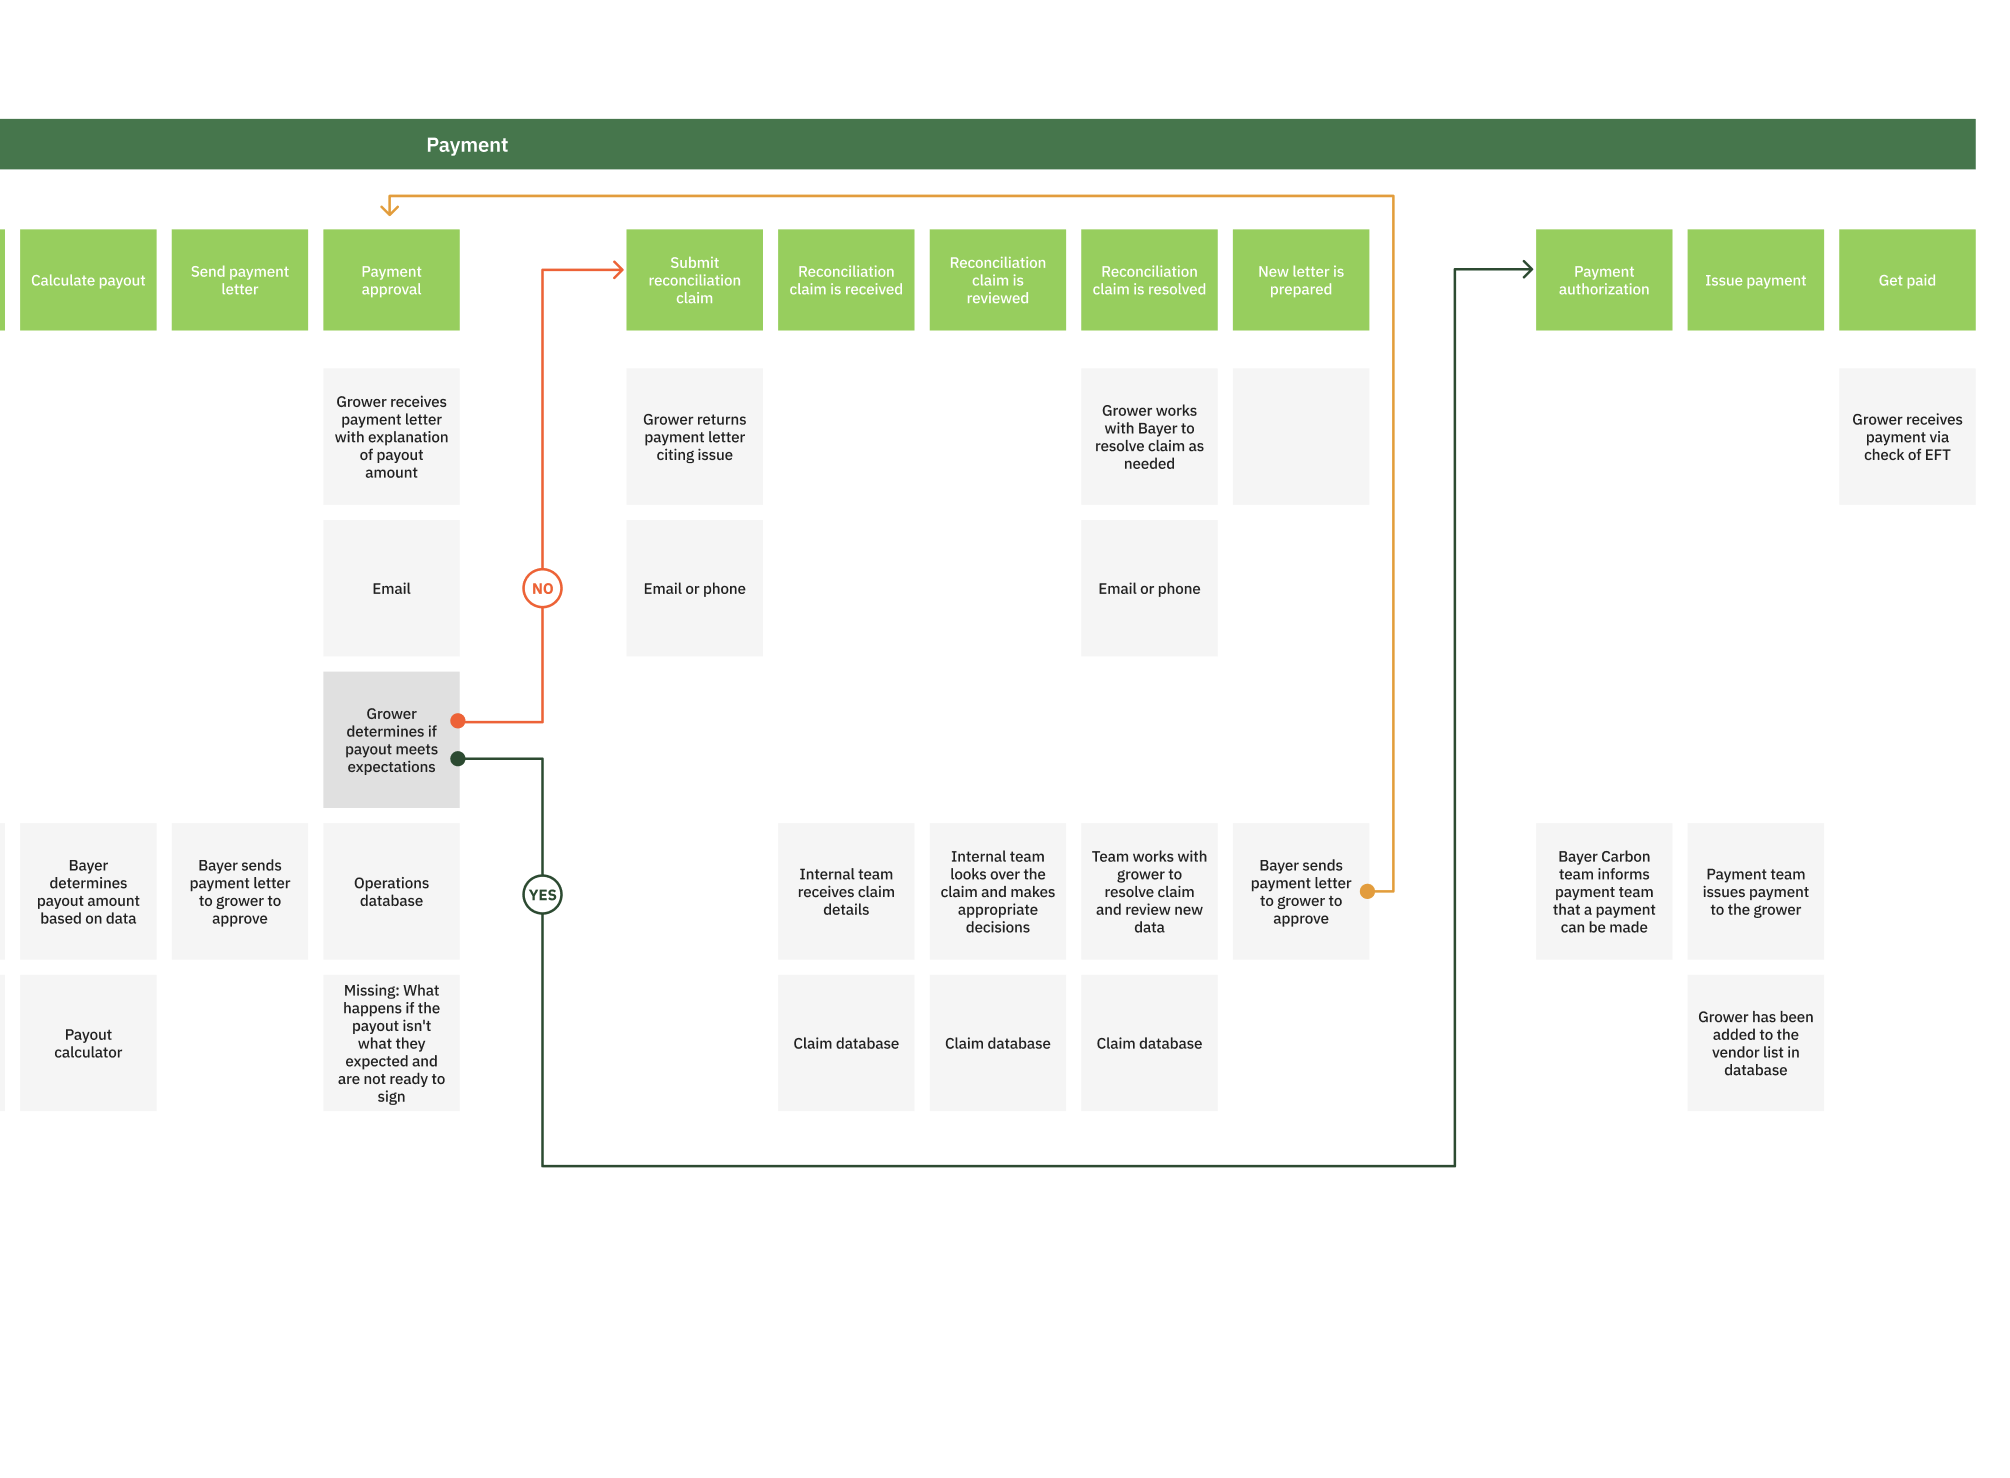 Payment
Calculate payout
Send payment
letter
Payment
approval
Submit
reconciliation
claim
Reconciliation
claim is received
Reconciliation
claim is
reviewed
Reconciliation
claim is resolved
New letter is
prepared
Payment
authorization
Issue payment
Get paid
Grower receives
payment letter
with explanation
of payout
amount
Grower returns
payment letter
citing issue
Grower works
with Bayer to
resolve claim as
needed
Grower receives
payment via
check of EFT
Email
NO
Email or phone
Email or phone
Grower
determines if
payout meets
expectations
Bayer
determines
payout amount
based on data
Bayer sends
payment letter
to grower to
approve
Operations
database
YES
Internal team
receives claim
details
Internal team
looks over the
claim and makes
appropriate
decisions
Team works with
grower to
resolve claim
and review new
data
Bayer sends
payment letter
to grower to
approve
Bayer Carbon
team informs
payment team
that a payment
can be made
Payment team
issues payment
to the grower
Payout
calculator
Missing: What
happens if the
payout isn't
what they
expected and
are not ready to
sign
Claim database
Claim database
Claim database
Grower has been
added to the
vendor list in
database